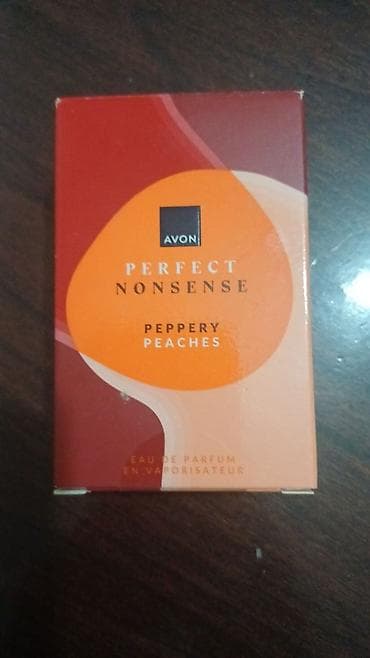 AVON
PERFECT
NONSENSE
PEPPERY
PEACHES
EAU DE PARFUM
EN VAPORISATEUR